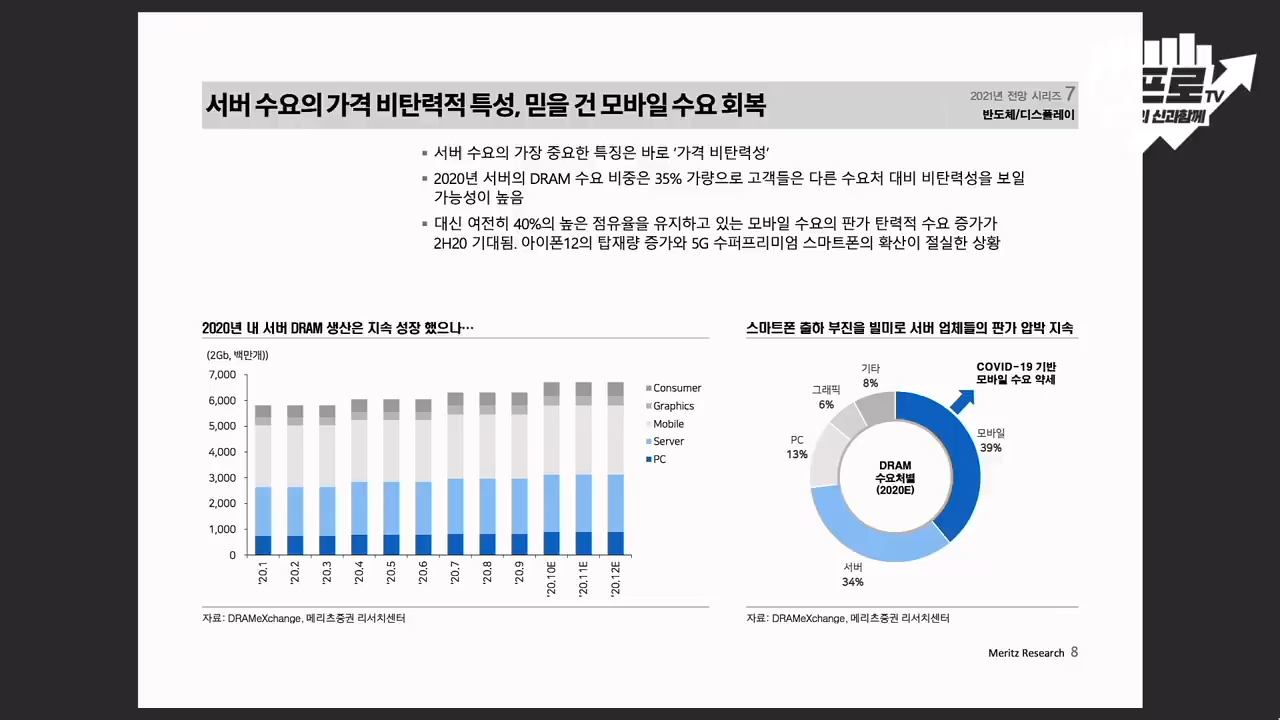 서버 수요의 가격 비탄력적 특성, 믿을 건 모바일 수요 회복
2021년 전망 시리즈 7
반도체/디스플레이
프로TV
신과함께
▪ 서버 수요의 가장 중요한 특징은 바로 ‘가격 비탄력성’
▪ 2020년 서버의 DRAM 수요 비중은 35% 가량으로 고객들은 다른 수요처 대비 비탄력성을 보일
가능성이 높음
▪ 대신 여전히 40%의 높은 점유율을 유지하고 있는 모바일 수요의 판가 탄력적 수요 증가가
2H20 기대됨. 아이폰12의 탑재량 증가와 5G 수퍼프리미엄 스마트폰의 확산이 절실한 상황
2020년 내 서버 DRAM 생산은 지속 성장 했으나…
(2Gb, 백만개))
7,000
6,000
5,000
4,000
3,000
2,000
1,000
0
'20.1
'20.2
'20.3
'20.4
'20.5
'20.6
'20.7
'20.8
'20.9
'20.10E
'20.11E
'20.12E
Consumer
Graphics
Mobile
Server
PC
자료: DRAMeXchange, 메리츠증권 리서치센터
스마트폰 출하 부진을 빌미로 서버 업체들의 판가 압박 지속
COVID-19 기반
모바일 수요 약세
기타
8%
그래픽
6%
PC
13%
모바일
39%
서버
34%
DRAM
수요처별
(2020E)
자료: DRAMeXchange, 메리츠증권 리서치센터
Meritz Research 8